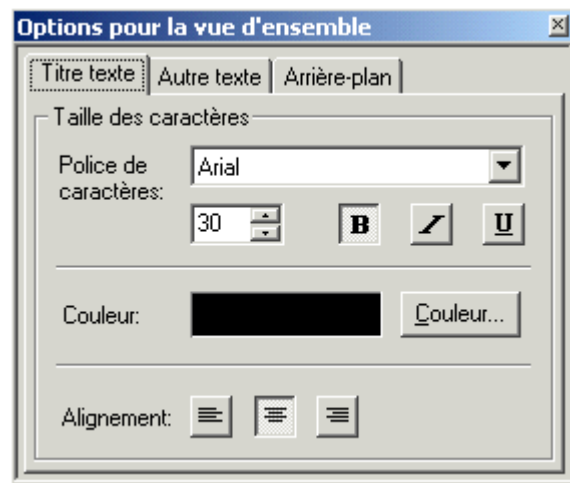 Options pour la vue d'ensemble
Titre texte Autre texte Arrière-plan
Taille des caractères
Police de
caractères:
Arial
30 B I U
Couleur: Couleur...
Alignement: